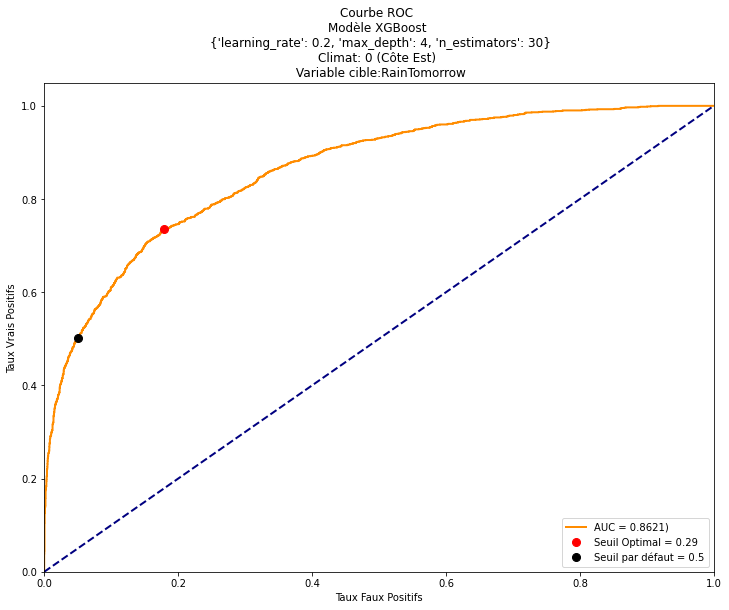 Courbe ROC
Modèle XGBoost
{'learning_rate': 0.2, 'max_depth': 4, 'n_estimators': 30}
Climat: 0 (Côte Est)
Variable cible:RainTomorrow
1.0
0.8
0.6
0.4
0.2
0.0
Taux Vrais Positifs
0.0 0.2 0.4 0.6 0.8 1.0
Taux Faux Positifs
AUC = 0.8621)
Seuil Optimal = 0.29
Seuil par défaut = 0.5